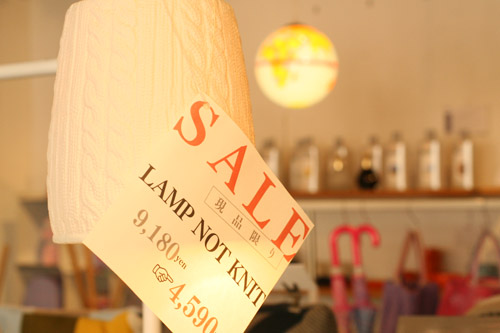 SALE
現品限り
LAMP NOT KNIT
9,180yen
☞4,590